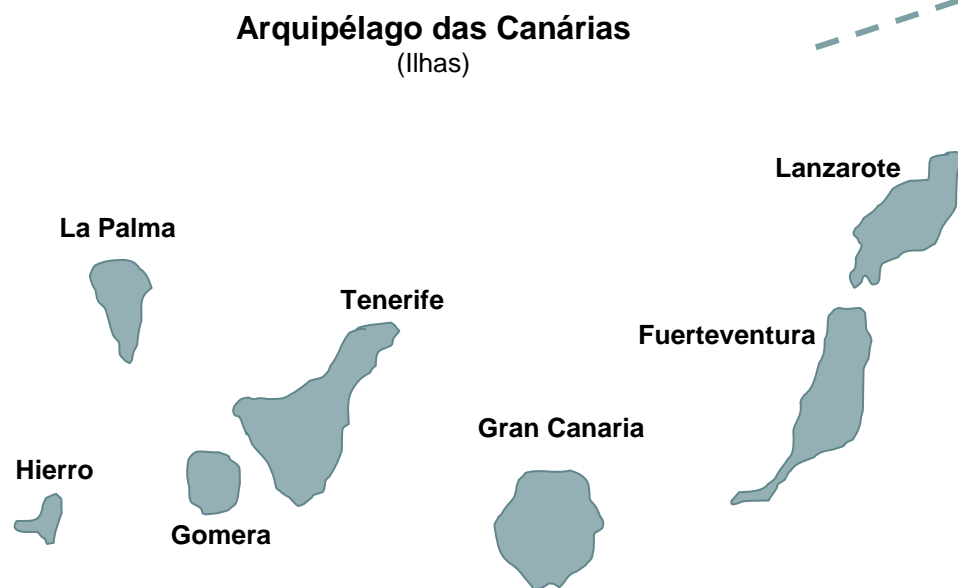 Arquipélago das Canárias
(Ilhas)
Lanzarote
La Palma
Tenerife
Fuerteventura
Gran Canaria
Hierro
Gomera